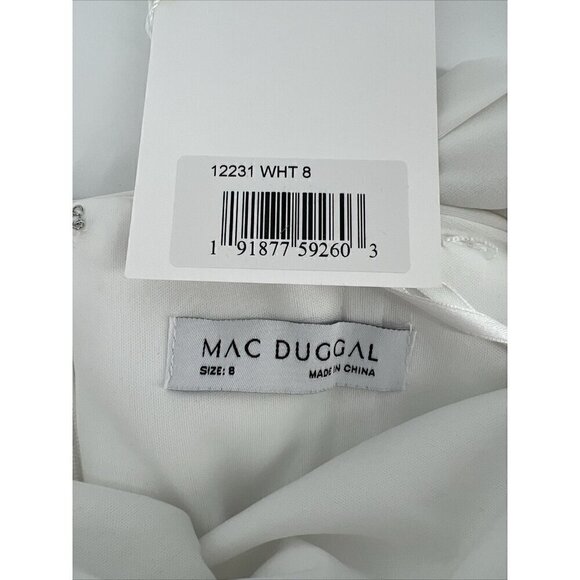 12231 WHT 8
1 91877 59260 3
MAC DUGGAL
SIZE: 8 MADE IN CHINA